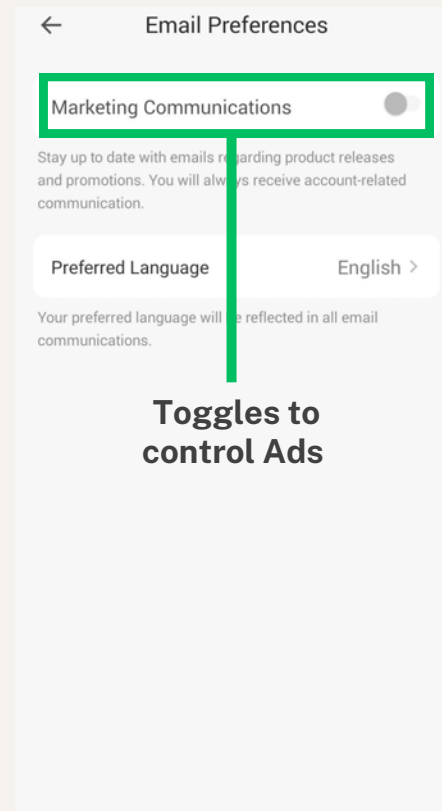 Email Preferences
Marketing Communications
Stay up to date with emails regarding product releases
and promotions. You will always receive account-related
communication.
Preferred Language English
Your preferred language will be reflected in all email
communications.
Toggles to
control Ads